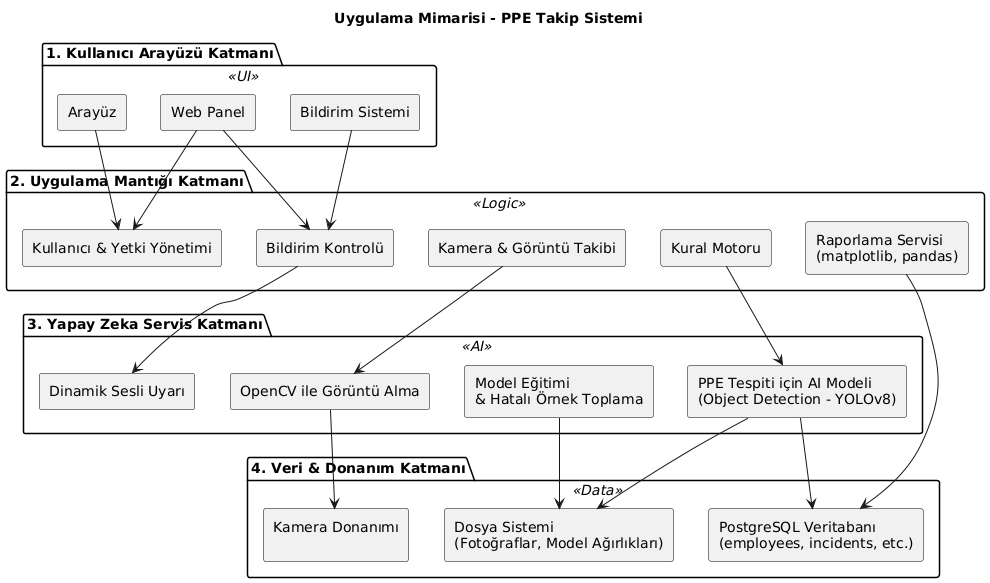 Uygulama Mimarisi - PPE Takip Sistemi
1. Kullanıcı Arayüzü Katmanı
«UI»
Arayüz
Web Panel
Bildirim Sistemi
2. Uygulama Mantığı Katmanı
«Logic»
Kullanıcı & Yetki Yönetimi
Bildirim Kontrolü
Kamera & Görüntü Takibi
Kural Motoru
Raporlama Servisi
(matplotlib, pandas)
3. Yapay Zeka Servis Katmanı
«AI»
Dinamik Sesli Uyarı
OpenCV ile Görüntü Alma
Model Eğitimi
& Hatalı Örnek Toplama
PPE Tespiti için AI Modeli
(Object Detection - YOLOv8)
4. Veri & Donanım Katmanı
«Data»
Kamera Donanımı
Dosya Sistemi
(Fotoğraflar, Model Ağırlıkları)
PostgreSQL Veritabanı
(employees, incidents, etc.)